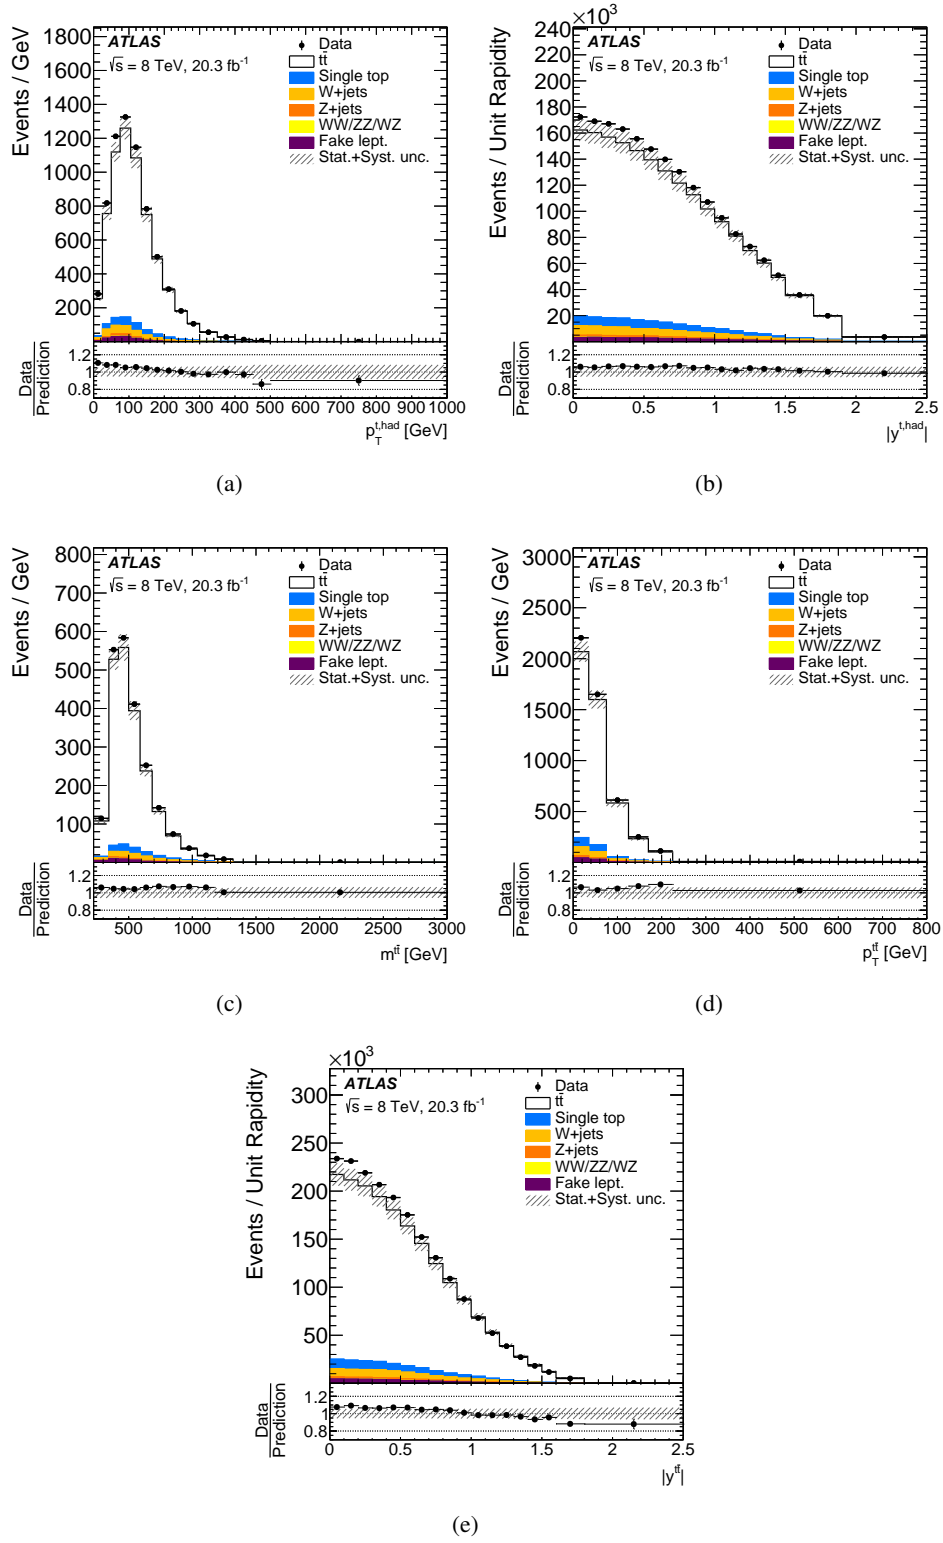 ATLAS
√s = 8 TeV, 20.3 fb-1
Data
tt̄
Single top
W+jets
Z+jets
WW/ZZ/WZ
Fake lept.
Stat.+Syst. unc.
Events / GeV
1800
1600
1400
1200
1000
800
600
400
200
Data
Prediction
1.2
1
0.8
0 100 200 300 400 500 600 700 800 900 1000
p_T^t,had [GeV]
(a)
×10³
ATLAS
√s = 8 TeV, 20.3 fb-1
Data
tt̄
Single top
W+jets
Z+jets
WW/ZZ/WZ
Fake lept.
Stat.+Syst. unc.
Events / Unit Rapidity
240
220
200
180
160
140
120
100
80
60
40
20
Data
Prediction
1.2
1
0.8
0 0.5 1 1.5 2 2.5
|y^t,had|
(b)
ATLAS
√s = 8 TeV, 20.3 fb-1
Data
tt̄
Single top
W+jets
Z+jets
WW/ZZ/WZ
Fake lept.
Stat.+Syst. unc.
Events / GeV
800
700
600
500
400
300
200
100
Data
Prediction
1.2
1
0.8
500 1000 1500 2000 2500 3000
m^tt̄ [GeV]
(c)
ATLAS
√s = 8 TeV, 20.3 fb-1
Data
tt̄
Single top
W+jets
Z+jets
WW/ZZ/WZ
Fake lept.
Stat.+Syst. unc.
Events / GeV
3000
2500
2000
1500
1000
500
Data
Prediction
1.2
1
0.8
0 100 200 300 400 500 600 700 800
p_T^tt̄ [GeV]
(d)
×10³
ATLAS
√s = 8 TeV, 20.3 fb-1
Data
tt̄
Single top
W+jets
Z+jets
WW/ZZ/WZ
Fake lept.
Stat.+Syst. unc.
Events / Unit Rapidity
300
250
200
150
100
50
Data
Prediction
1.2
1
0.8
0 0.5 1 1.5 2 2.5
|y^tt̄|
(e)